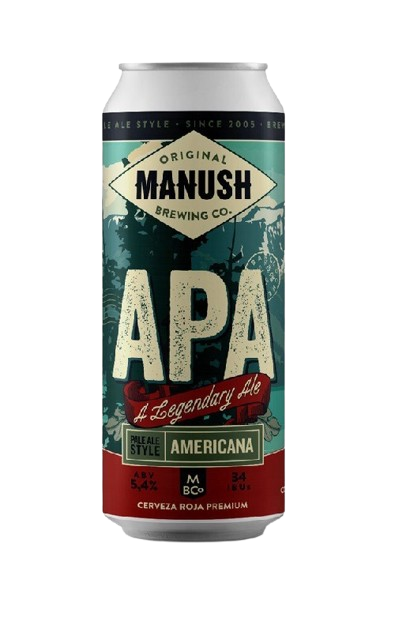 LE ALE STYLE · SINCE 2005 · BREW
ORIGINAL
MANUSH
BREWING CO.
APA
A Legendary Ale
PALE ALE
STYLE
AMERICANA
ABV
5,4%
M
BCo
34
IBUs
CERVEZA ROJA PREMIUM